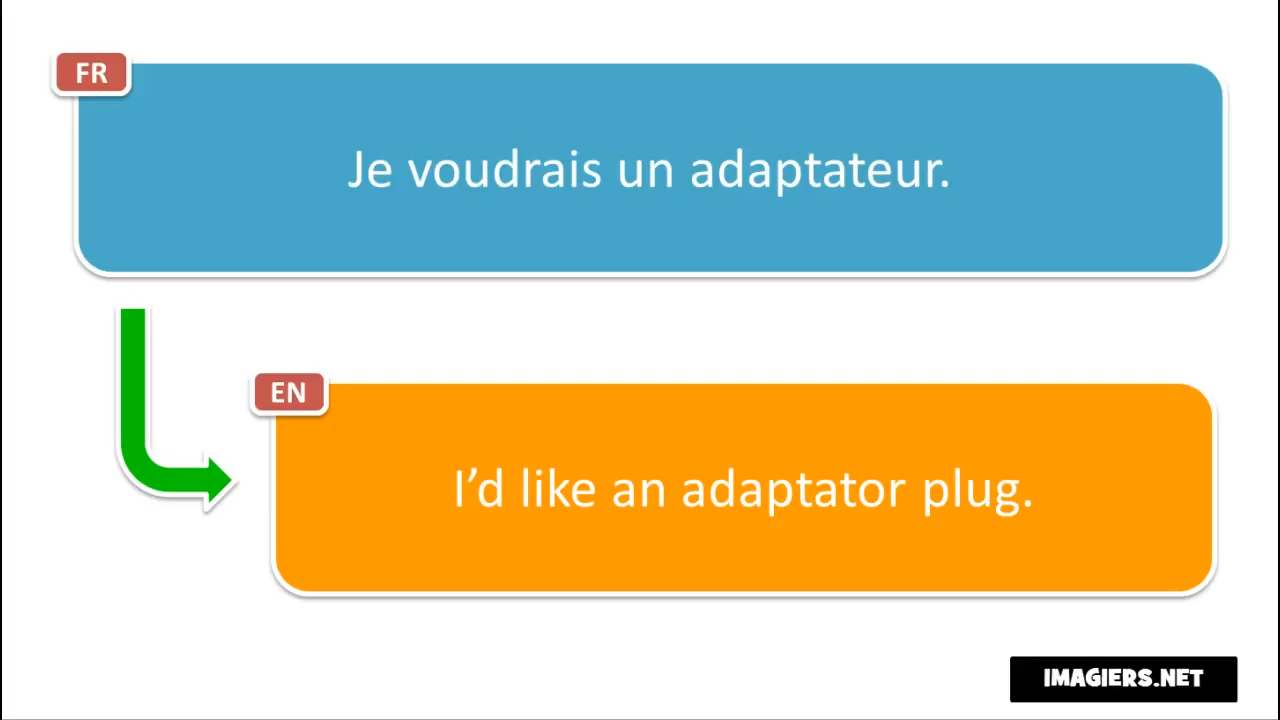 FR
Je voudrais un adaptateur.
EN
I’d like an adaptator plug.
IMAGIERS.NET